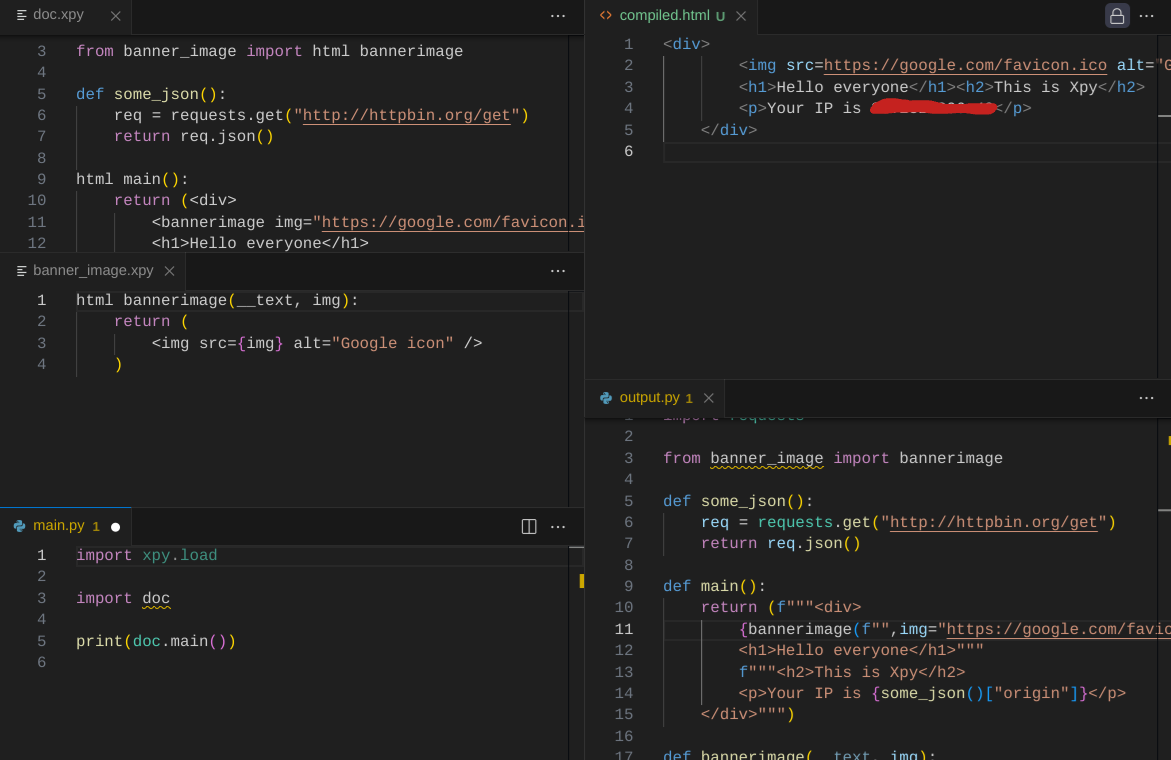 doc.xpy
3 from banner_image import html bannerimage
4
5 def some_json():
6 req = requests.get("http://httpbin.org/get")
7 return req.json()
8
9 html main():
10 return (<div>
11 <bannerimage img="https://google.com/favicon.i
12 <h1>Hello everyone</h1>
banner_image.xpy
1 html bannerimage(__text, img):
2 return (
3 <img src={img} alt="Google icon" />
4 )
main.py 1
1 import xpy.load
2
3 import doc
4
5 print(doc.main())
6
compiled.html U
1 <div>
2 <img src=https://google.com/favicon.ico alt="G
3 <h1>Hello everyone</h1><h2>This is Xpy</h2>
4 <p>Your IP is </p>
5 </div>
6
output.py 1
1 import requests
2
3 from banner_image import bannerimage
4
5 def some_json():
6 req = requests.get("http://httpbin.org/get")
7 return req.json()
8
9 def main():
10 return (f"""<div>
11 {bannerimage(f"",img="https://google.com/favic
12 <h1>Hello everyone</h1>"""
13 f"""<h2>This is Xpy</h2>
14 <p>Your IP is {some_json()["origin"]}</p>
15 </div>""")
16
17 def bannerimage(__text, img):